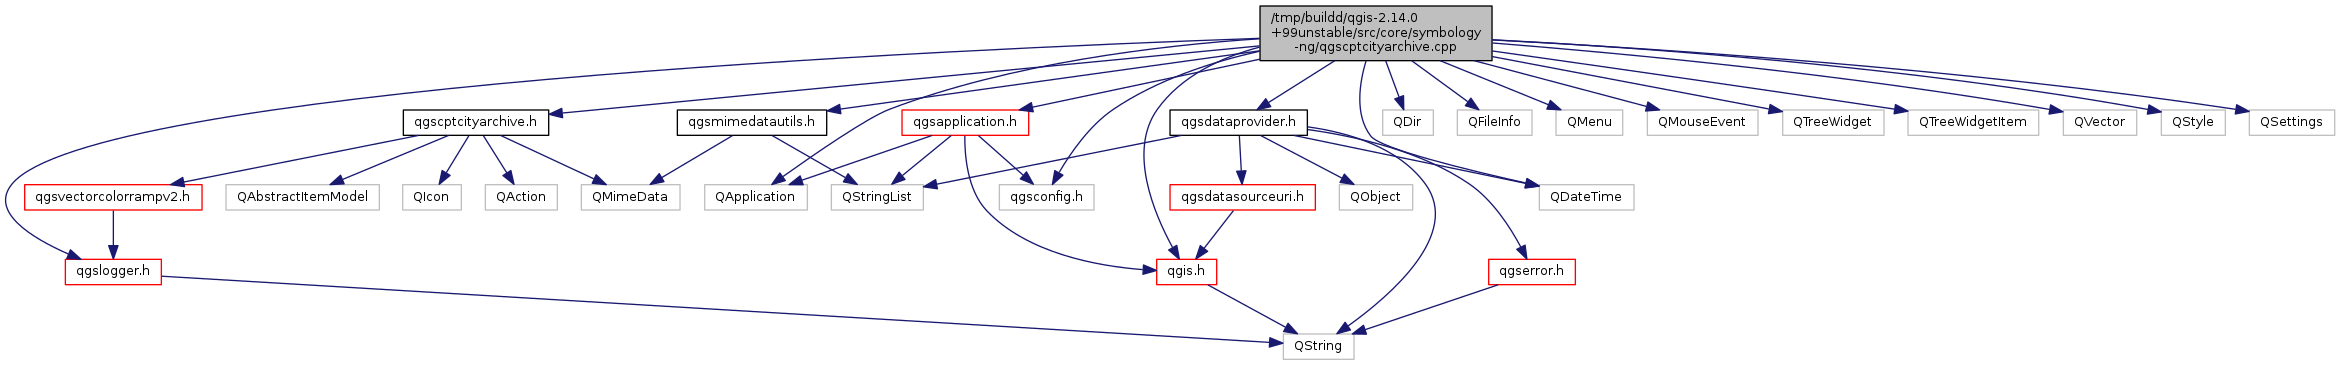 /tmp/buildd/qgis-2.14.0
+99unstable/src/core/symbology
-ng/qgscptcityarchive.cpp
qgscptcityarchive.h
qgsmimedatautils.h
qgsapplication.h
qgsdataprovider.h
QDir
QFileInfo
QMenu
QMouseEvent
QTreeWidget
QTreeWidgetItem
QVector
QStyle
QSettings
qgsvectorcolorrampv2.h
QAbstractItemModel
QIcon
QAction
QMimeData
QApplication
QStringList
qgsconfig.h
qgsdatasourceuri.h
QObject
QDateTime
qgslogger.h
qgis.h
qgserror.h
QString